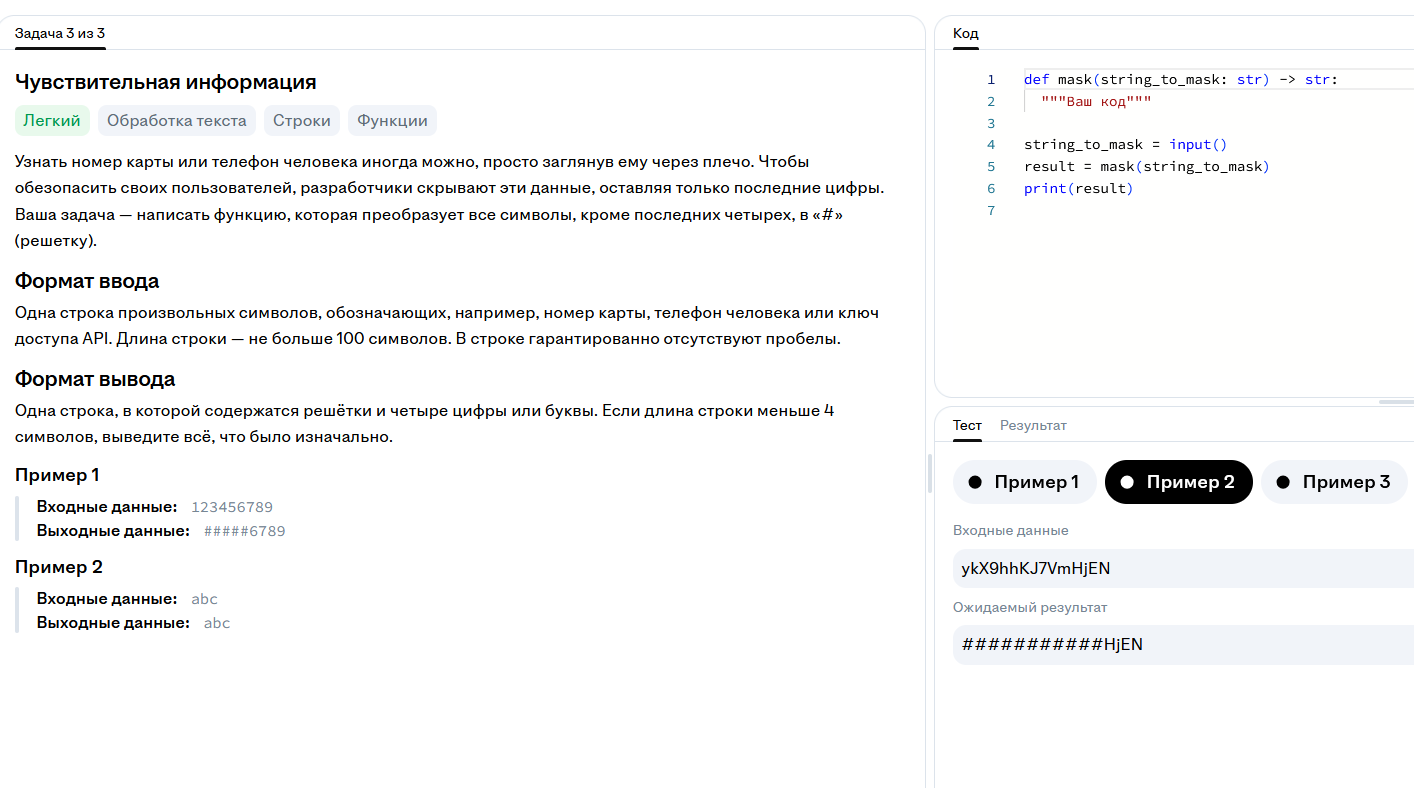 Задача 3 из 3
Чувствительная информация
Легкий
Обработка текста
Строки
Функции
Узнать номер карты или телефон человека иногда можно, просто заглянув ему через плечо. Чтобы
обезопасить своих пользователей, разработчики скрывают эти данные, оставляя только последние цифры.
Ваша задача — написать функцию, которая преобразует все символы, кроме последних четырех, в «#»
(решетку).
Формат ввода
Одна строка произвольных символов, обозначающих, например, номер карты, телефон человека или ключ
доступа API. Длина строки — не больше 100 символов. В строке гарантированно отсутствуют пробелы.
Формат вывода
Одна строка, в которой содержатся решётки и четыре цифры или буквы. Если длина строки меньше 4
символов, выведите всё, что было изначально.
Пример 1
Входные данные: 123456789
Выходные данные: #####6789
Пример 2
Входные данные: abc
Выходные данные: abc
Код
1 def mask(string_to_mask: str) -> str:
2 """Ваш код"""
3
4 string_to_mask = input()
5 result = mask(string_to_mask)
6 print(result)
7
Тест Результат
Пример 1 Пример 2 Пример 3
Входные данные
ykX9hhKJ7VmHjEN
Ожидаемый результат
###########HjEN